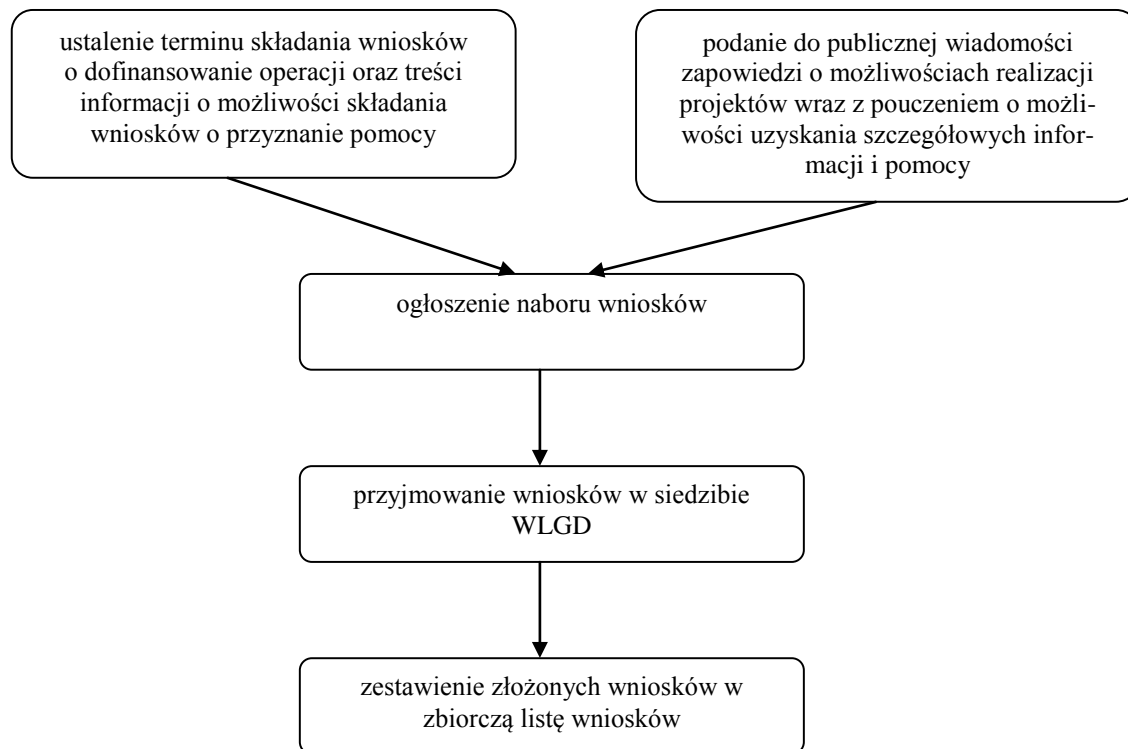 ustalenie terminu składania wniosków
o dofinansowanie operacji oraz treści
informacji o możliwości składania
wniosków o przyznanie pomocy
podanie do publicznej wiadomości
zapowiedzi o możliwościach realizacji
projektów wraz z pouczeniem o możli-
wości uzyskania szczegółowych infor-
macji i pomocy
ogłoszenie naboru wniosków
przyjmowanie wniosków w siedzibie
WLGD
zestawienie złożonych wniosków w
zbiorczą listę wniosków